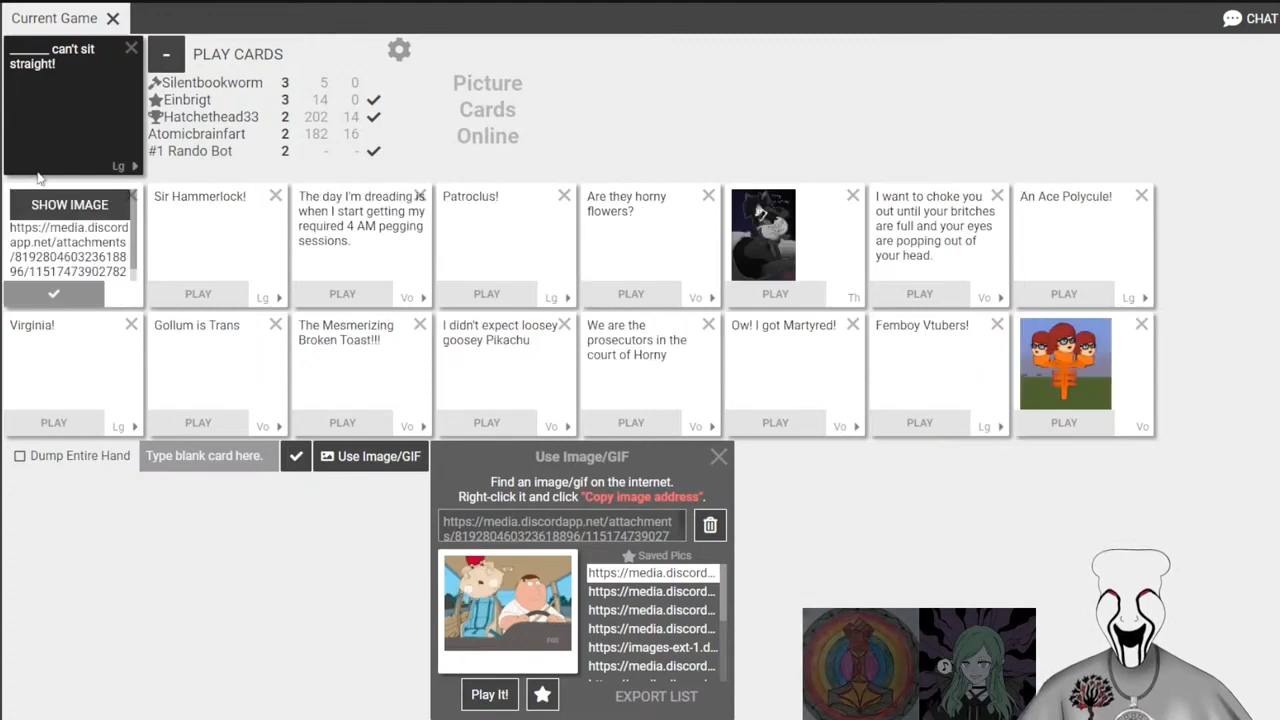 Current Game
CHAT
_____ can't sit
straight!
Lg
-
PLAY CARDS
Silentbookworm 3 5 0
Einbrigt 3 14 0
Hatchethead33 2 202 14
Atomicbrainfart 2 182 16
#1 Rando Bot 2 - -
Picture
Cards
Online
SHOW IMAGE
https://media.discord
app.net/attachments
/8192804603236188
96/11517473902782
Sir Hammerlock!
PLAY
Lg
The day I'm dreading is
when I start getting my
required 4 AM pegging
sessions.
PLAY
Vo
Patroclus!
PLAY
Lg
Are they horny
flowers?
PLAY
Vo
PLAY
Th
I want to choke you
out until your britches
are full and your eyes
are popping out of
your head.
PLAY
Vo
An Ace Polycule!
PLAY
Lg
Virginia!
PLAY
Lg
Gollum is Trans
PLAY
Vo
The Mesmerizing
Broken Toast!!!
PLAY
Vo
I didn't expect loosey
goosey Pikachu
PLAY
Vo
We are the
prosecutors in the
court of Horny
PLAY
Vo
Ow! I got Martyred!
PLAY
Vo
Femboy Vtubers!
PLAY
Lg
PLAY
Vo
Dump Entire Hand
Type blank card here.
Use Image/GIF
Use Image/GIF
Find an image/gif on the internet.
Right-click it and click "Copy image address".
https://media.discordapp.net/attachment
s/819280460323618896/115174739027
Saved Pics
https://media.discord...
https://media.discord...
https://media.discord...
https://media.discord...
https://images-ext-1.d...
https://media.discord...
FOX
Play It!
EXPORT LIST